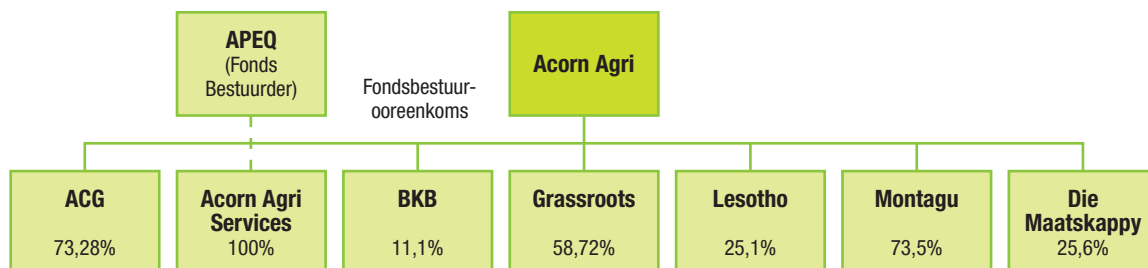 APEQ
(Fonds
Bestuurder)
Fondsbestuur-
ooreenkoms
Acorn Agri
ACG
73,28%
Acorn Agri
Services
100%
BKB
11,1%
Grassroots
58,72%
Lesotho
25,1%
Montagu
73,5%
Die
Maatskappy
25,6%